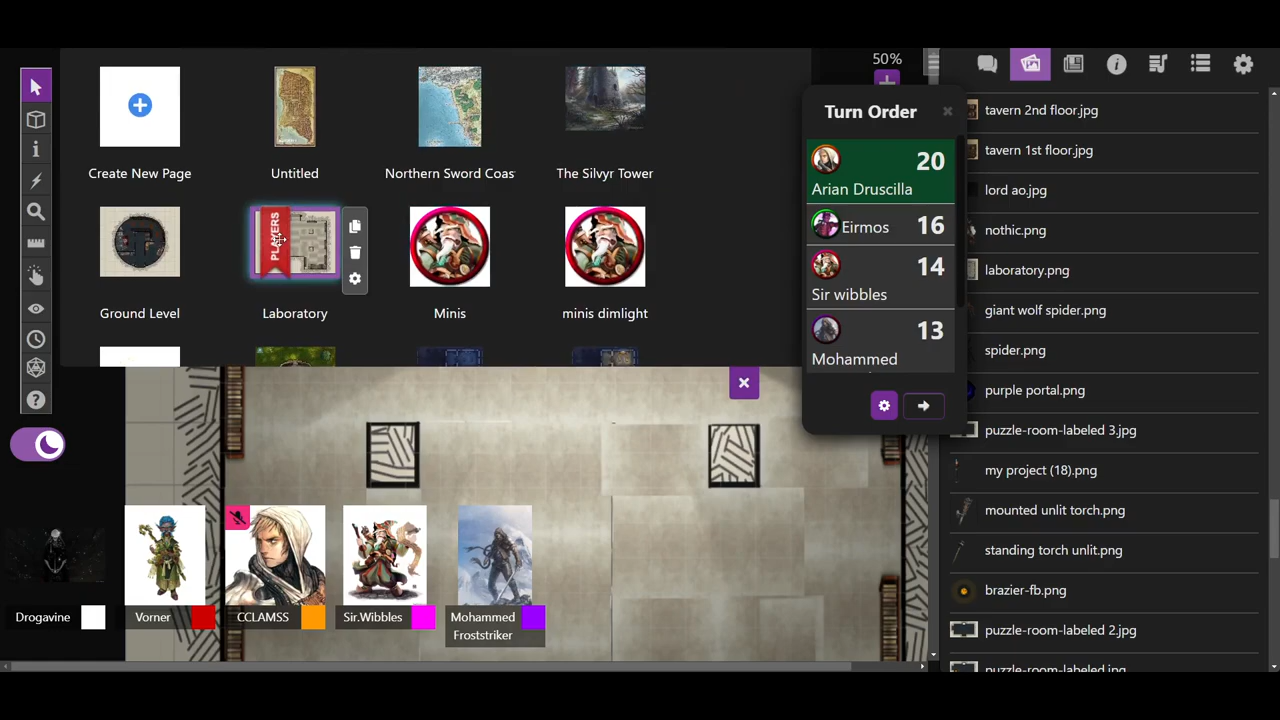 50%
Create New Page
Untitled
Northern Sword Coas
The Silvyr Tower
PLAYERS
Ground Level
Laboratory
Minis
minis dimlight
Turn Order
20
Arian Druscilla
Eirmos 16
14
Sir wibbles
13
Mohammed
tavern 2nd floor.jpg
tavern 1st floor.jpg
lord ao.jpg
nothic.png
laboratory.png
giant wolf spider.png
spider.png
purple portal.png
puzzle-room-labeled 3.jpg
my project (18).png
mounted unlit torch.png
standing torch unlit.png
brazier-fb.png
puzzle-room-labeled 2.jpg
puzzle-room-labeled.jpg
Drogavine
Vorner
CCLAMSS
Sir.Wibbles
Mohammed
Froststriker